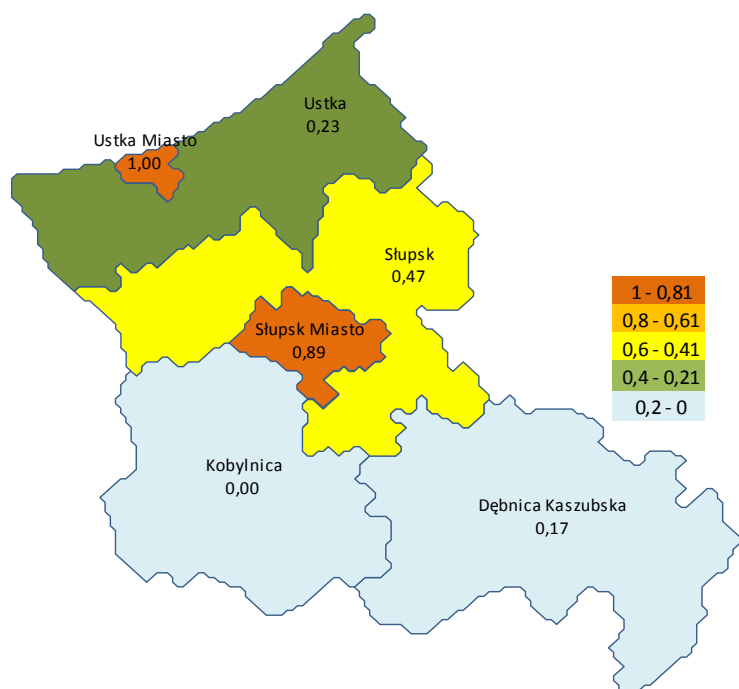 Ustka
0,23
Ustka Miasto
1,00
Słupsk
0,47
Słupsk Miasto
0,89
Kobylnica
0,00
Dębnica Kaszubska
0,17
1 - 0,81
0,8 - 0,61
0,6 - 0,41
0,4 - 0,21
0,2 - 0